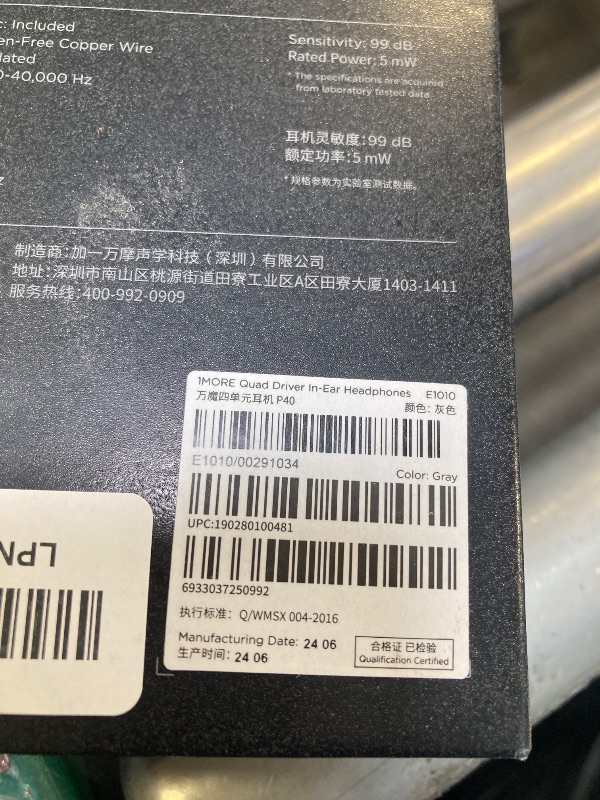 : Included
en-Free Copper Wire
lated
0-40,000 Hz
z
Sensitivity: 99 dB
Rated Power: 5 mW
* The specifications are acquired
from laboratory tested data.
耳机灵敏度:99 dB
额定功率:5 mW
*规格参数为实验室测试数据。
制造商:加一万摩声学科技(深圳)有限公司
地址:深圳市南山区桃源街道田寮工业区A区田寮大厦1403-1411
服务热线:400-992-0909
1MORE Quad Driver In-Ear Headphones E1010
万魔四单元耳机 P40 颜色: 灰色
E1010/00291034
Color: Gray
UPC:190280100481
6933037250992
执行标准: Q/WMSX 004-2016
Manufacturing Date: 24 06
生产时间: 24 06
合格证 已检验
Qualification Certified
LPN